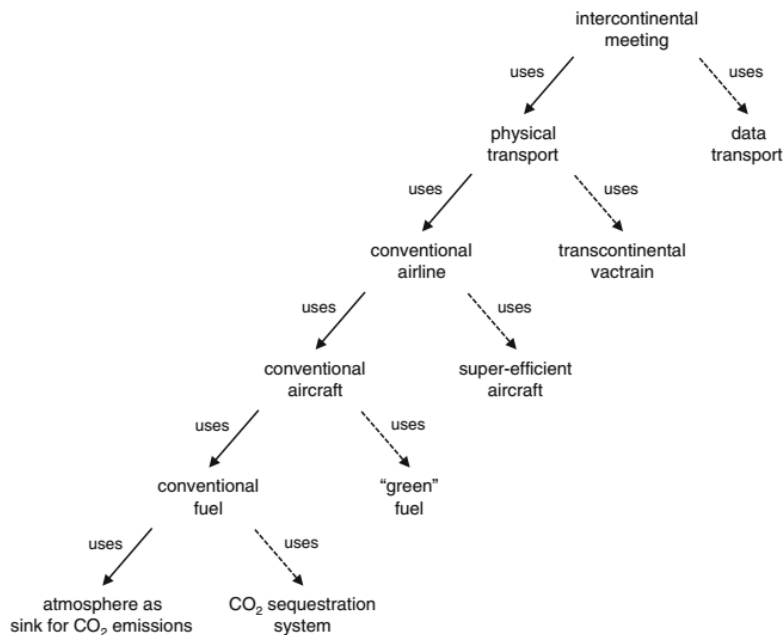 intercontinental
meeting
uses
uses
physical
transport
data
transport
uses
uses
conventional
airline
transcontinental
vactrain
uses
uses
conventional
aircraft
super-efficient
aircraft
uses
uses
conventional
fuel
“green”
fuel
uses
uses
atmosphere as
sink for CO₂ emissions
CO₂ sequestration
system